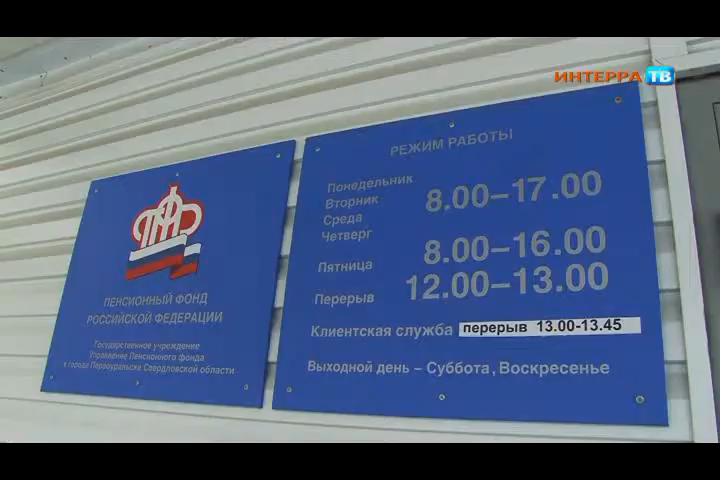 ИНТЕРРА ТВ
ПЕНСИОННЫЙ ФОНД
РОССИЙСКОЙ ФЕДЕРАЦИИ
Государственное учреждение
Управление Пенсионного фонда
в городе Первоуральске Свердловской области
РЕЖИМ РАБОТЫ
Понедельник
Вторник
Среда
Четверг
8.00–17.00
Пятница 8.00–16.00
Перерыв 12.00–13.00
Клиентская служба перерыв 13.00-13.45
Выходной день – Суббота, Воскресенье